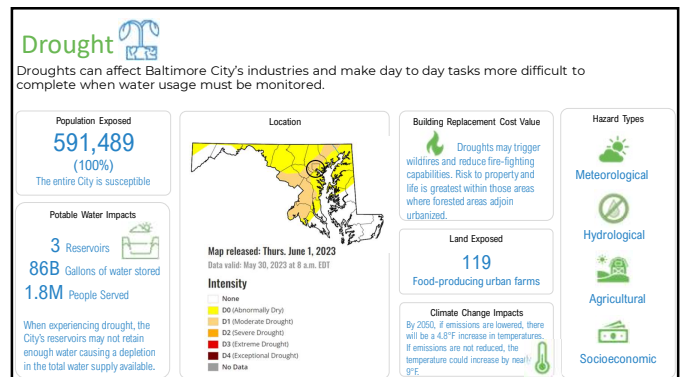 Drought
Droughts can affect Baltimore City's industries and make day to day tasks more difficult to
complete when water usage must be monitored.
Population Exposed
591,489
(100%)
The entire City is susceptible
Potable Water Impacts
3 Reservoirs
86B Gallons of water stored
1.8M People Served
When experiencing drought, the
City's reservoirs may not retain
enough water causing a depletion
in the total water supply available.
Location
Map released: Thurs. June 1, 2023
Data valid: May 30, 2023 at 8 a.m. EDT
Intensity
None
D0 (Abnormally Dry)
D1 (Moderate Drought)
D2 (Severe Drought)
D3 (Extreme Drought)
D4 (Exceptional Drought)
No Data
Building Replacement Cost Value
Droughts may trigger
wildfires and reduce fire-fighting
capabilities. Risk to property and
life is greatest within those areas
where forested areas adjoin
urbanized.
Land Exposed
119
Food-producing urban farms
Climate Change Impacts
By 2050, if emissions are lowered, there
will be a 4.8°F increase in temperatures.
If emissions are not reduced, the
temperature could increase by nearly
9°F.
Hazard Types
Meteorological
Hydrological
Agricultural
Socioeconomic